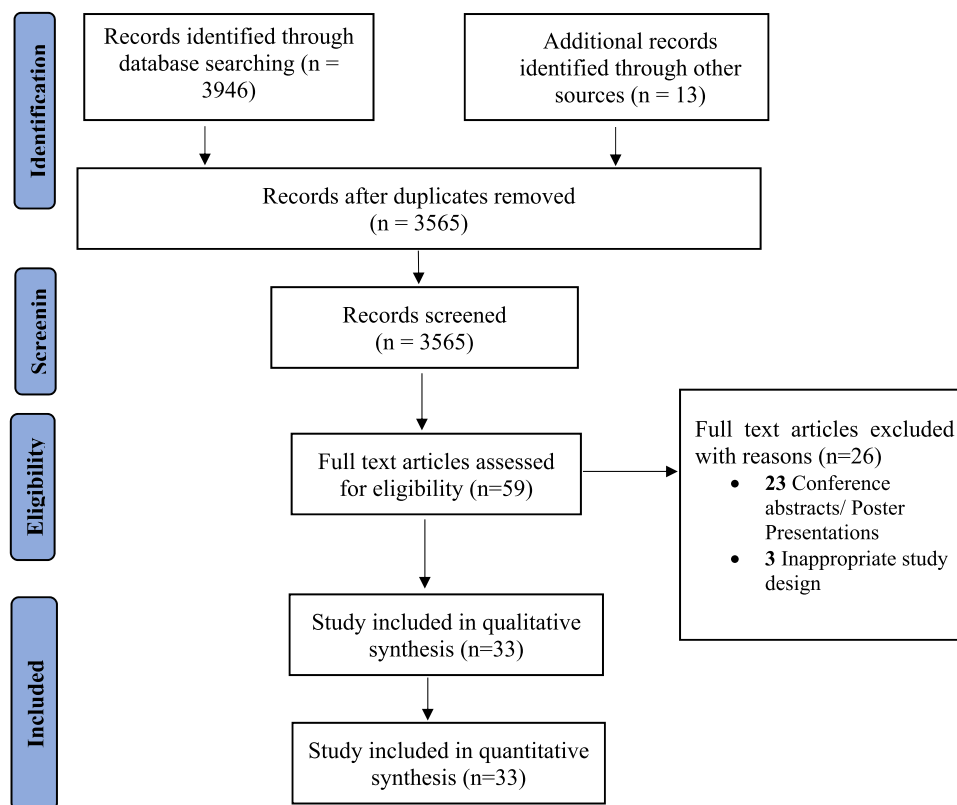 Identification
Records identified through
database searching (n =
3946)
Additional records
identified through other
sources (n = 13)
Records after duplicates removed
(n = 3565)
Screenin
Records screened
(n = 3565)
Eligibility
Full text articles assessed
for eligibility (n=59)
Full text articles excluded
with reasons (n=26)
• 23 Conference
abstracts/ Poster
Presentations
• 3 Inappropriate study
design
Included
Study included in qualitative
synthesis (n=33)
Study included in quantitative
synthesis (n=33)